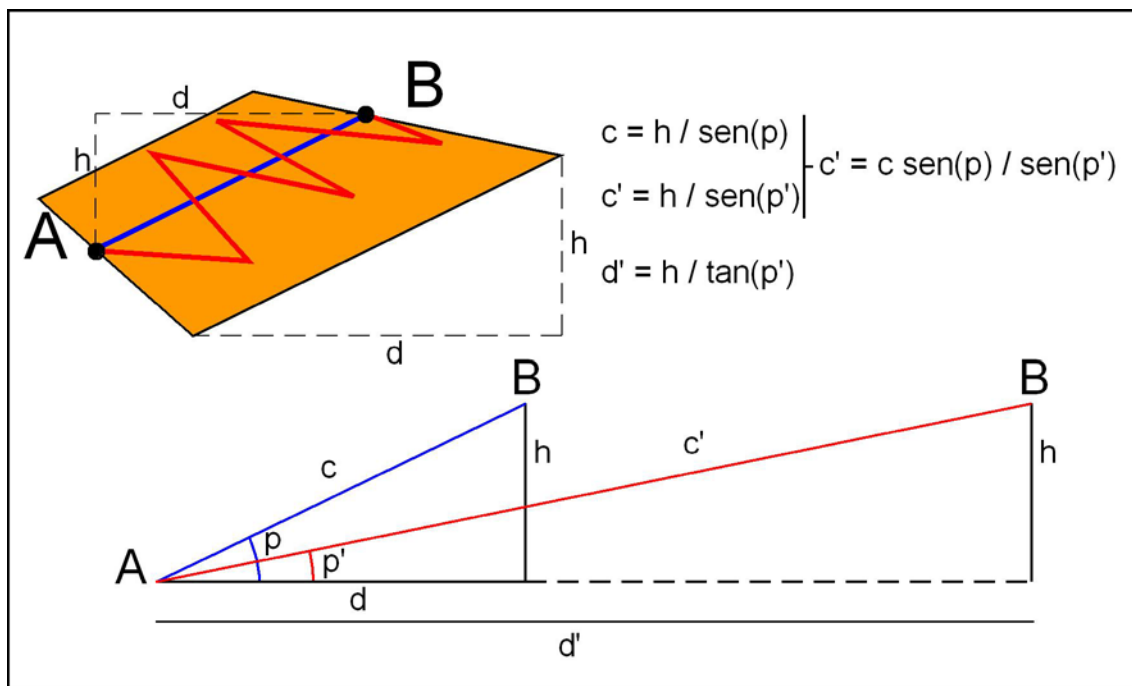 B
d
h
A
h
d
c = h / sen(p)
c' = h / sen(p')
c' = c sen(p) / sen(p')
d' = h / tan(p')
B
B
c
h
c'
h
A
p
p'
d
d'